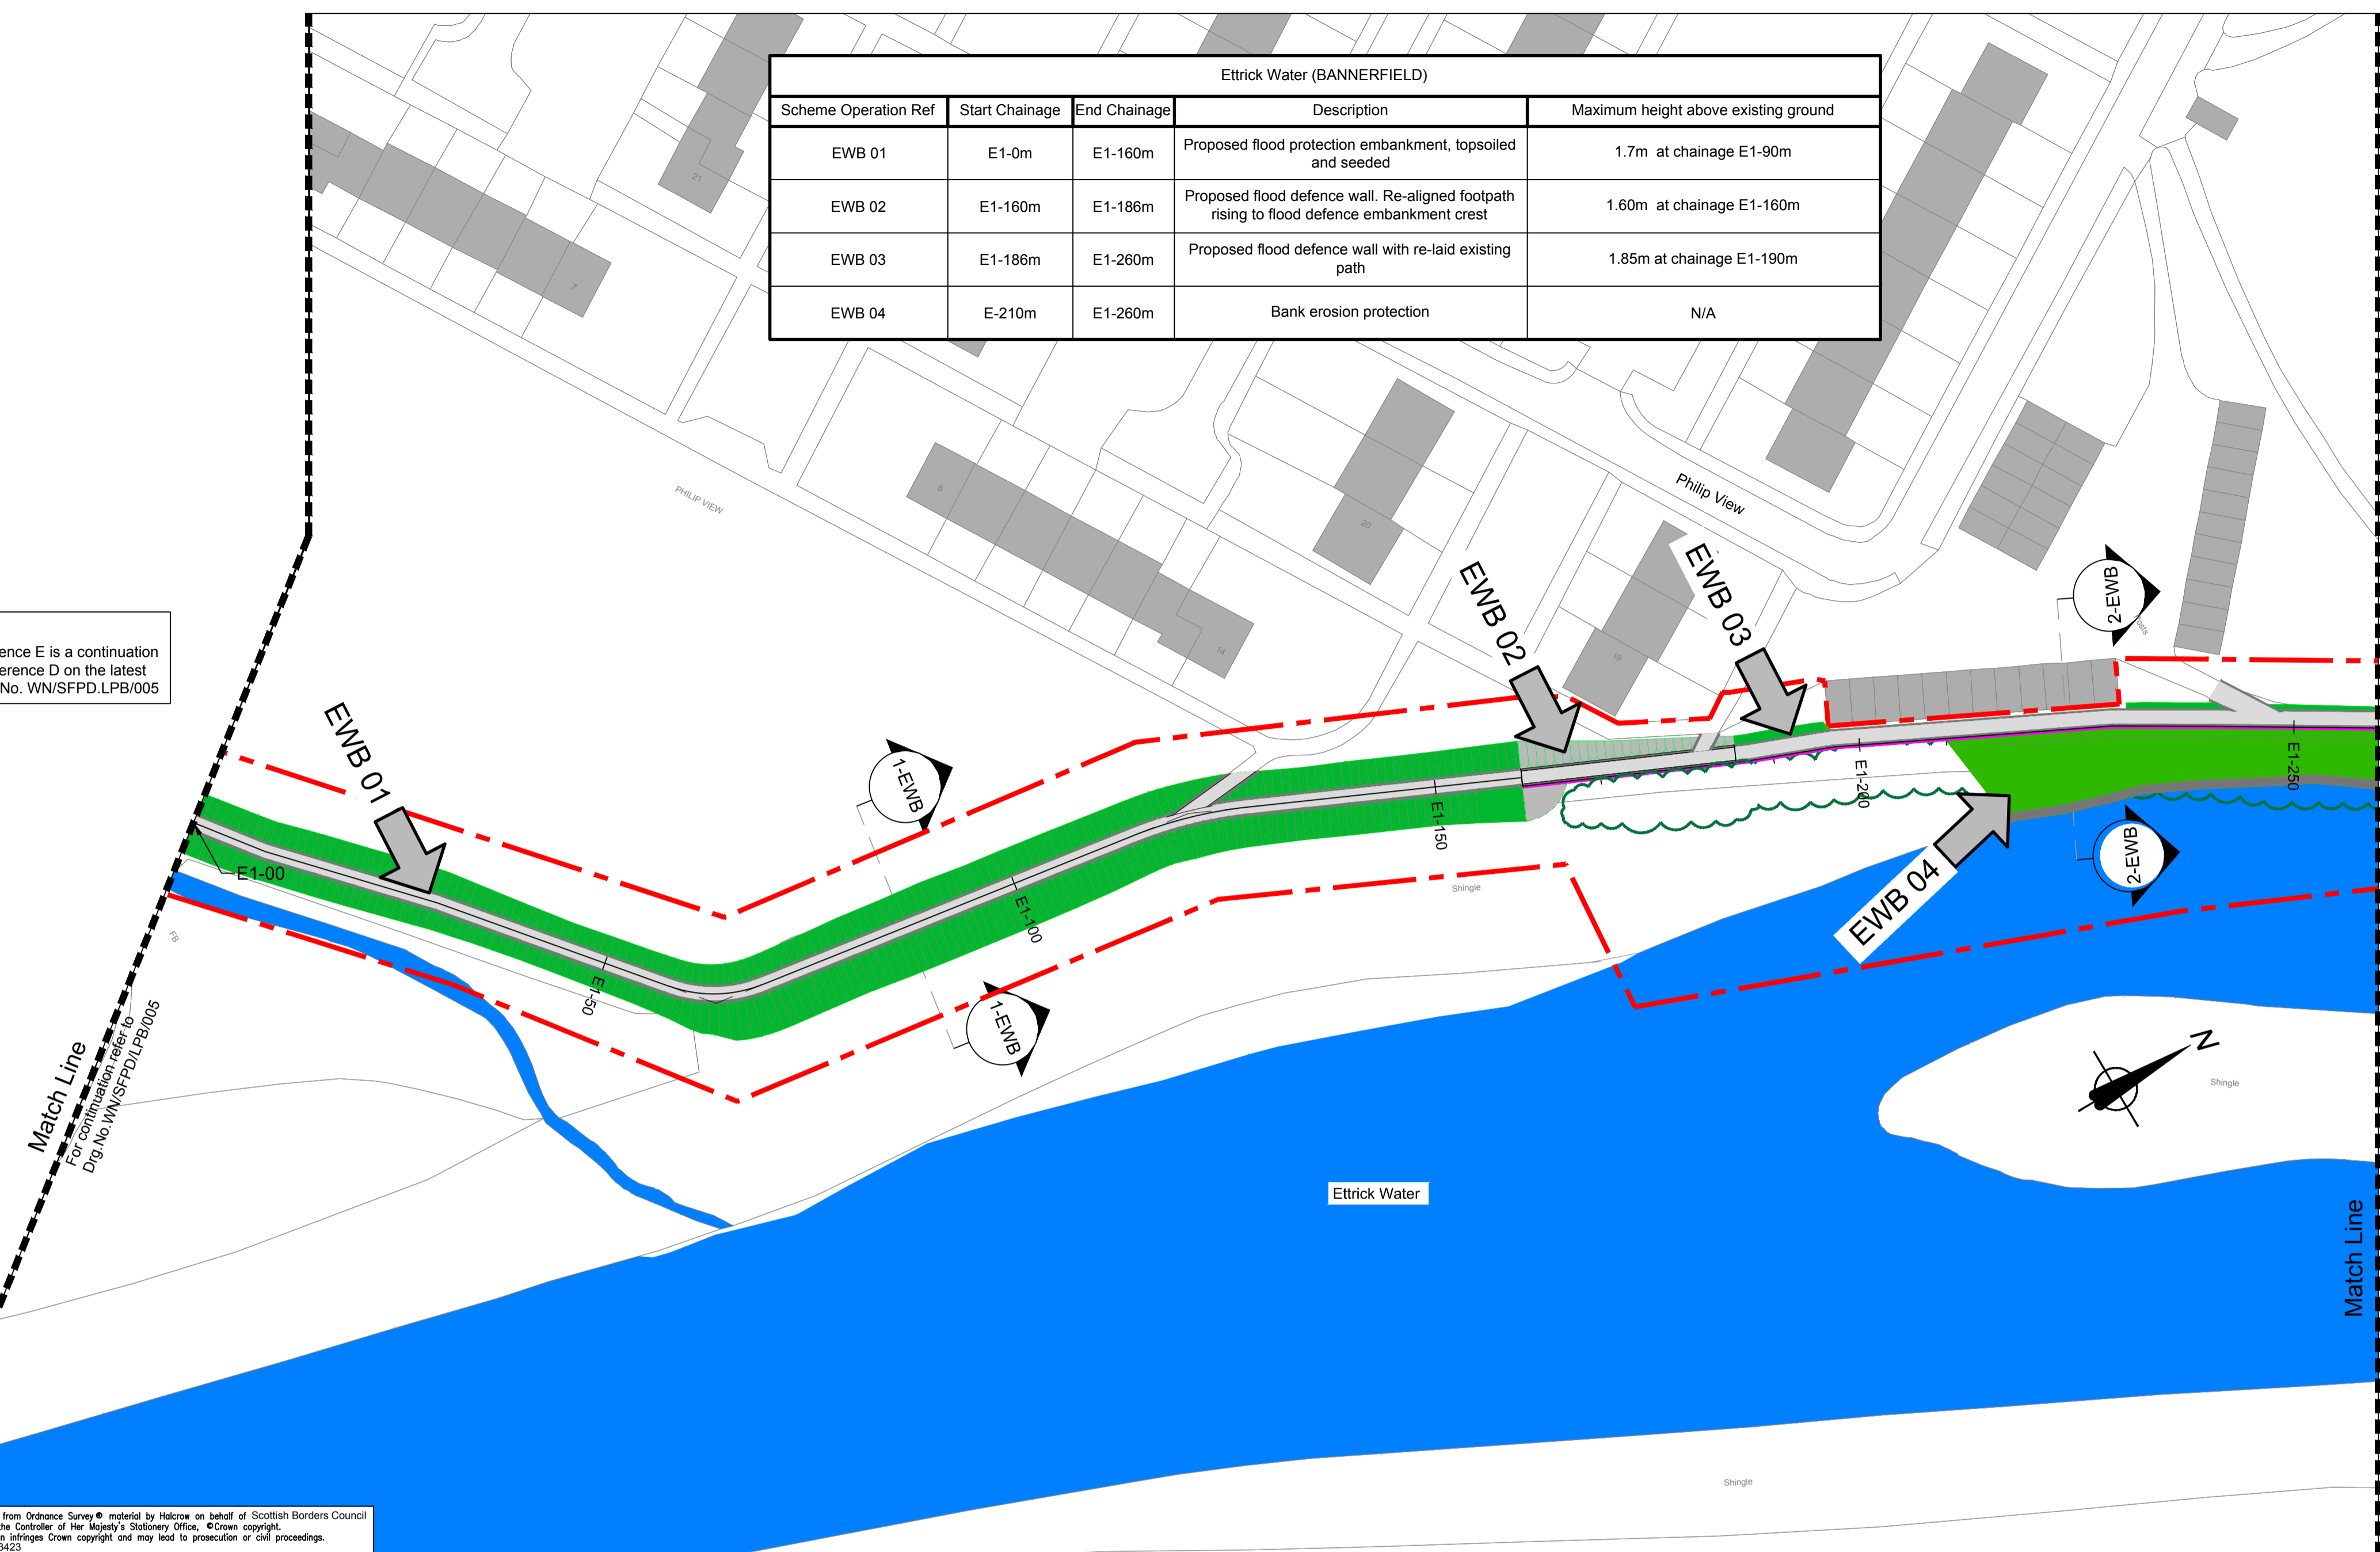 Ettrick Water (BANNERFIELD)
Scheme Operation Ref
Start Chainage
End Chainage
Description
Maximum height above existing ground
EWB 01
E1-0m
E1-160m
Proposed flood protection embankment, topsoiled
and seeded
1.7m at chainage E1-90m
EWB 02
E1-160m
E1-186m
Proposed flood defence wall. Re-aligned footpath
rising to flood defence embankment crest
1.60m at chainage E1-160m
EWB 03
E1-186m
E1-260m
Proposed flood defence wall with re-laid existing
path
1.85m at chainage E1-190m
EWB 04
E-210m
E1-260m
Bank erosion protection
N/A
21
7
PHILIP VIEW
8
14
20
19
Philip View
ence E is a continuation
erence D on the latest
No. WN/SFPD.LPB/005
EWB 01
EWB 02
EWB 03
EWB 04
1-EWB
1-EWB
2-EWB
2-EWB
E1-00
E1-50
E1-100
E1-150
E1-200
E1-250
FB
Shingle
Shingle
Shingle
N
Ettrick Water
Match Line
For continuation refer to
Drg.No.WN/SFPD/LPB/005
Match Line
from Ordnance Survey® material by Halcrow on behalf of Scottish Borders Council
the Controller of Her Majesty's Stationery Office, ©Crown copyright.
n infringes Crown copyright and may lead to prosecution or civil proceedings.
3423